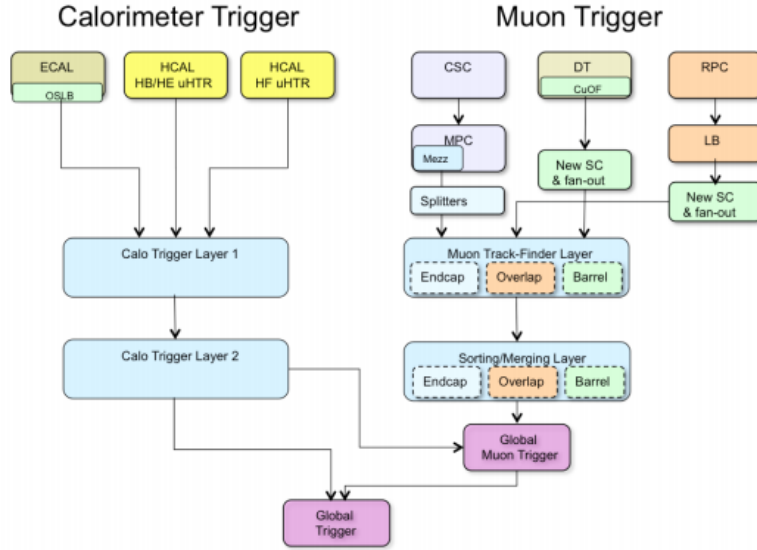 Calorimeter Trigger
Muon Trigger
ECAL
OSLB
HCAL
HB/HE uHTR
HCAL
HF uHTR
CSC
DT
CuOF
RPC
MPC
Mezz
LB
New SC
& fan-out
Splitters
New SC
& fan-out
Calo Trigger Layer 1
Muon Track-Finder Layer
Endcap
Overlap
Barrel
Calo Trigger Layer 2
Sorting/Merging Layer
Endcap
Overlap
Barrel
Global
Muon Trigger
Global
Trigger